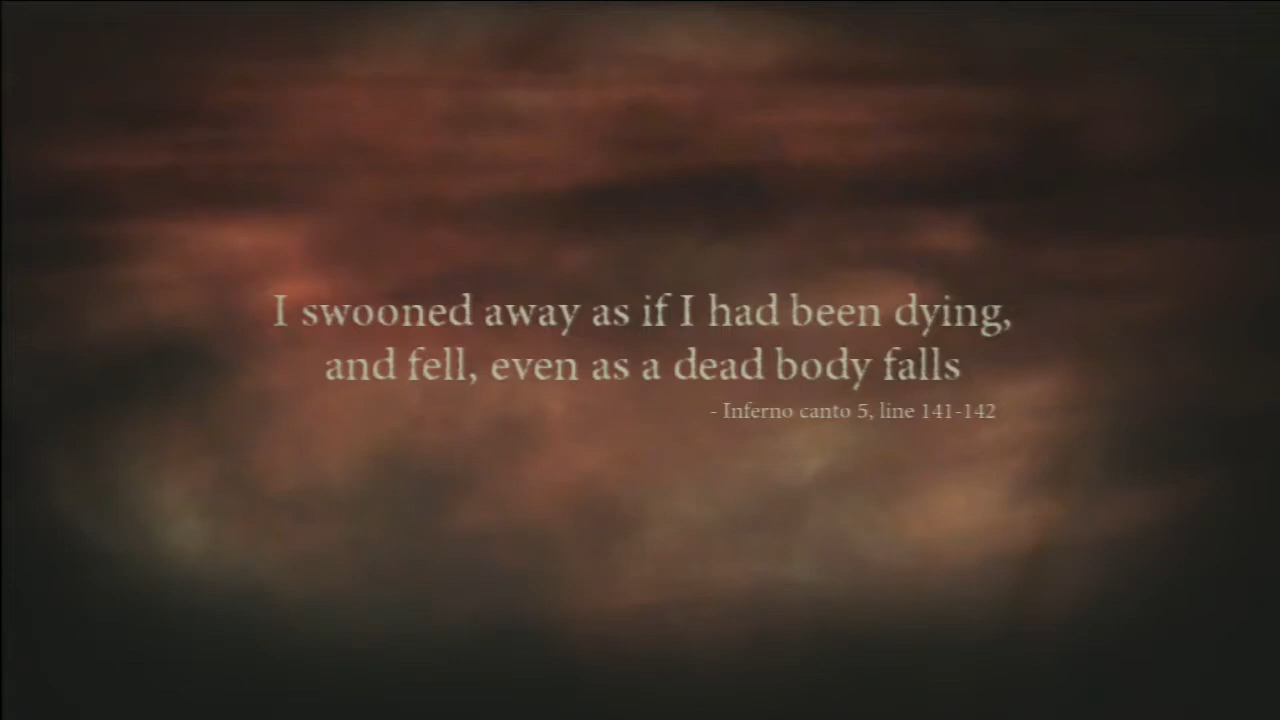 I swooned away as if I had been dying,
and fell, even as a dead body falls
- Inferno canto 5, line 141-142